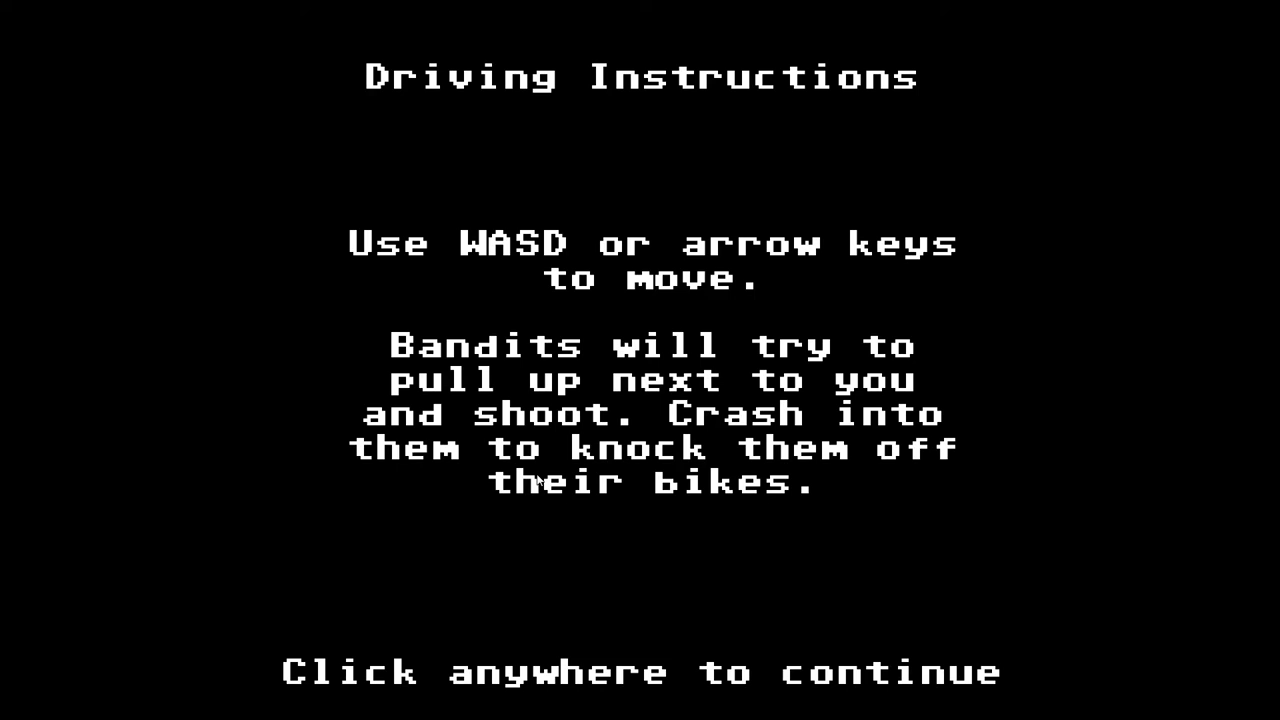 Driving Instructions
Use WASD or arrow keys
to move.
Bandits will try to
pull up next to you
and shoot. Crash into
them to knock them off
their bikes.
Click anywhere to continue